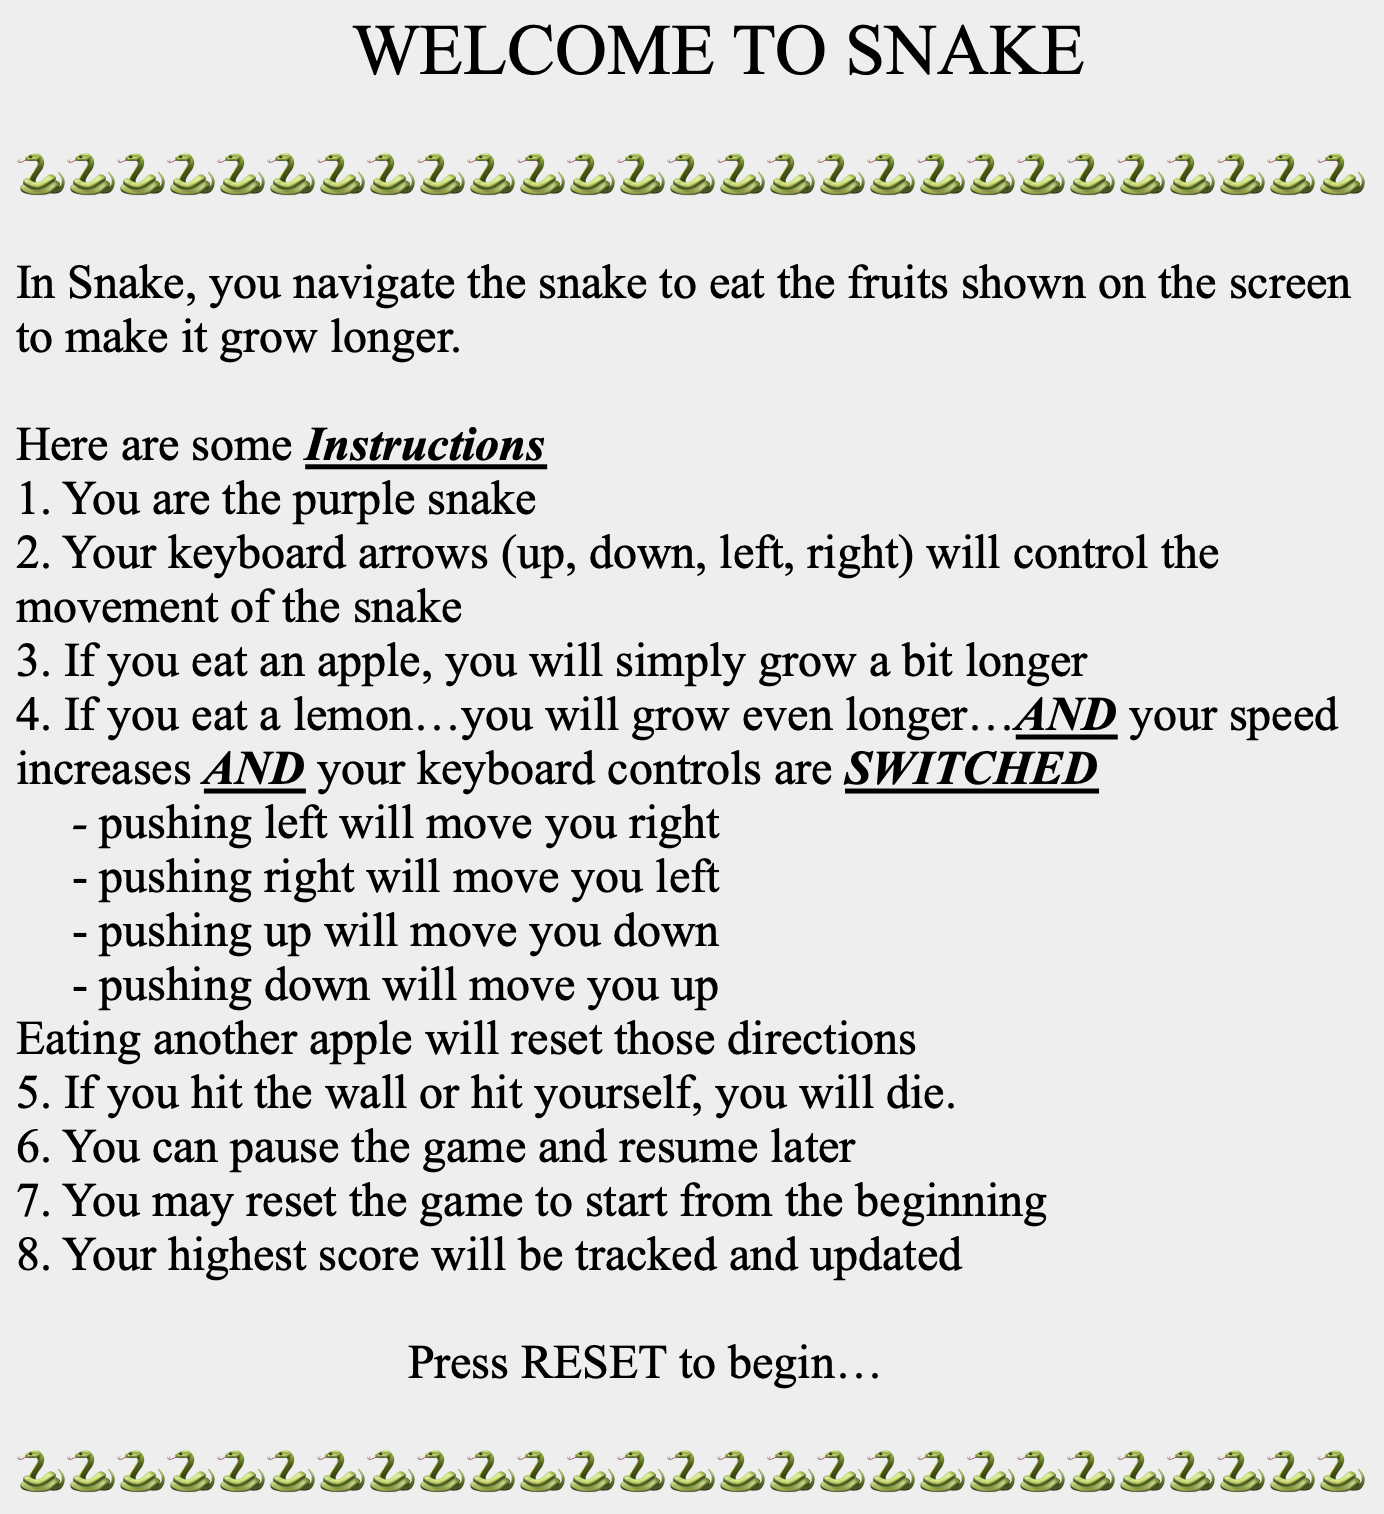 WELCOME TO SNAKE
In Snake, you navigate the snake to eat the fruits shown on the screen
to make it grow longer.
Here are some Instructions
1. You are the purple snake
2. Your keyboard arrows (up, down, left, right) will control the
movement of the snake
3. If you eat an apple, you will simply grow a bit longer
4. If you eat a lemon…you will grow even longer…AND your speed
increases AND your keyboard controls are SWITCHED
- pushing left will move you right
- pushing right will move you left
- pushing up will move you down
- pushing down will move you up
Eating another apple will reset those directions
5. If you hit the wall or hit yourself, you will die.
6. You can pause the game and resume later
7. You may reset the game to start from the beginning
8. Your highest score will be tracked and updated
Press RESET to begin…